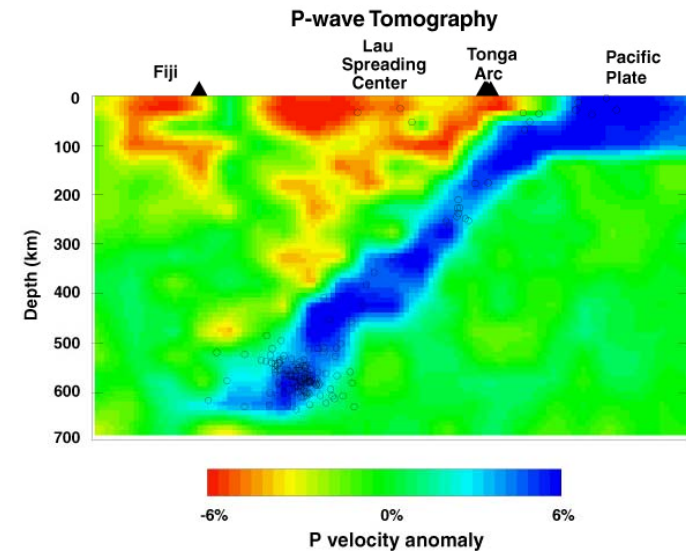 P-wave Tomography
Fiji
Lau
Spreading
Center
Tonga
Arc
Pacific
Plate
0
100
200
300
400
500
600
700
Depth (km)
-6%
0%
6%
P velocity anomaly